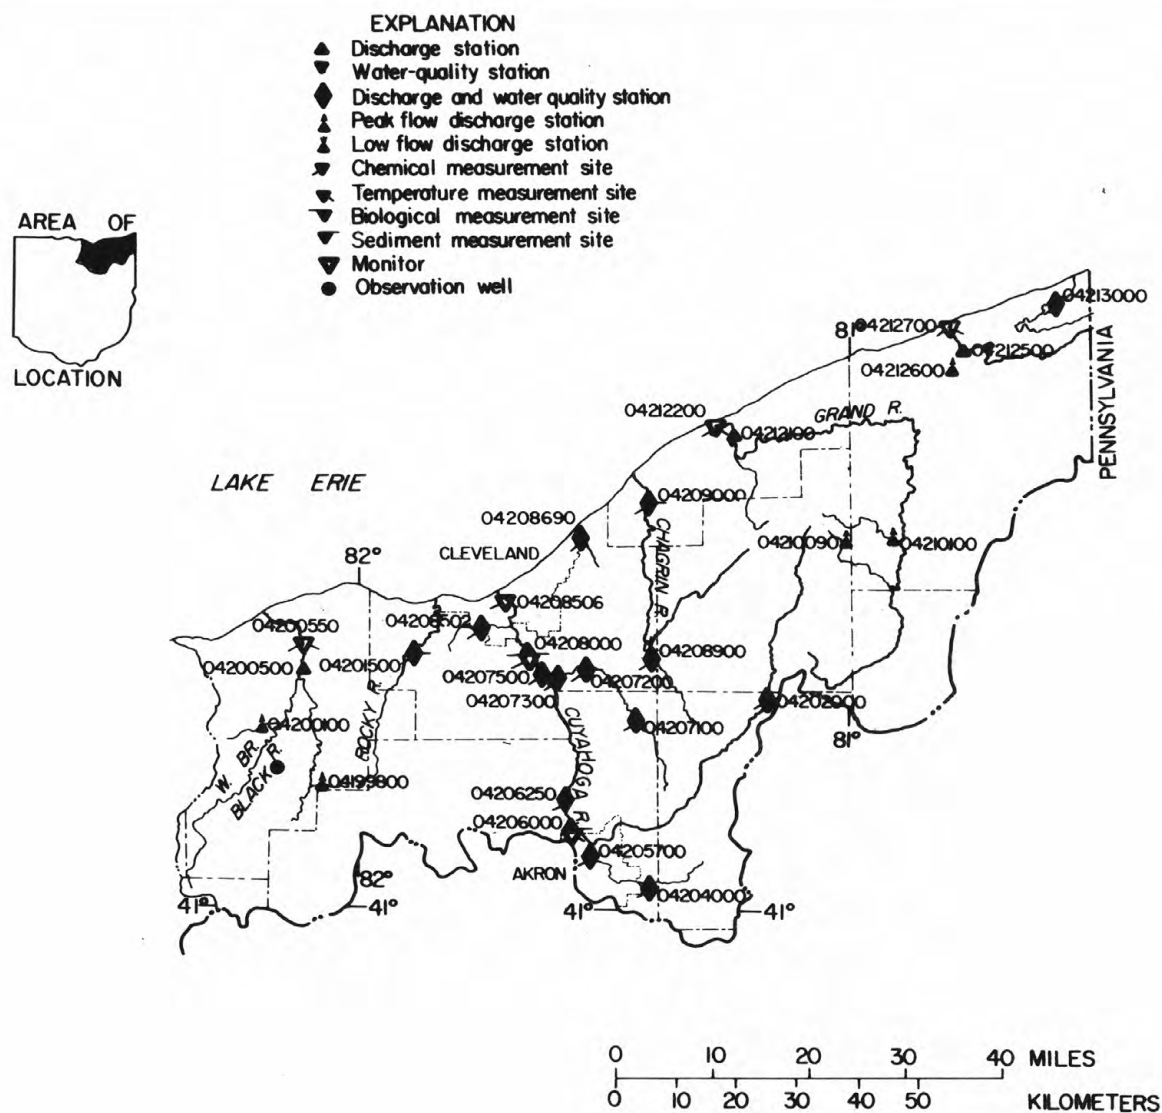 EXPLANATION
Discharge station
Water-quality station
Discharge and water quality station
Peak flow discharge station
Low flow discharge station
Chemical measurement site
Temperature measurement site
Biological measurement site
Sediment measurement site
Monitor
Observation well
AREA OF
LOCATION
04213000
81°
04212700
04212500
04212600
PENNSYLVANIA
04212200
GRAND R.
04212100
LAKE ERIE
04209000
04208690
CHAGRIN R.
04210090
04210100
CLEVELAND
82°
04208506
04208502
04200550
04208000
04208900
04200500
04201500
04207500
04207200
04207300
04202000
04200100
ROCKY R.
CUYAHOGA R.
04207100
81°
W. BR.
BLACK R.
04199800
04206250
04206000
04205700
AKRON
82°
04204000
41°
41°
41°
41°
0 10 20 30 40 MILES
0 10 20 30 40 50 KILOMETERS